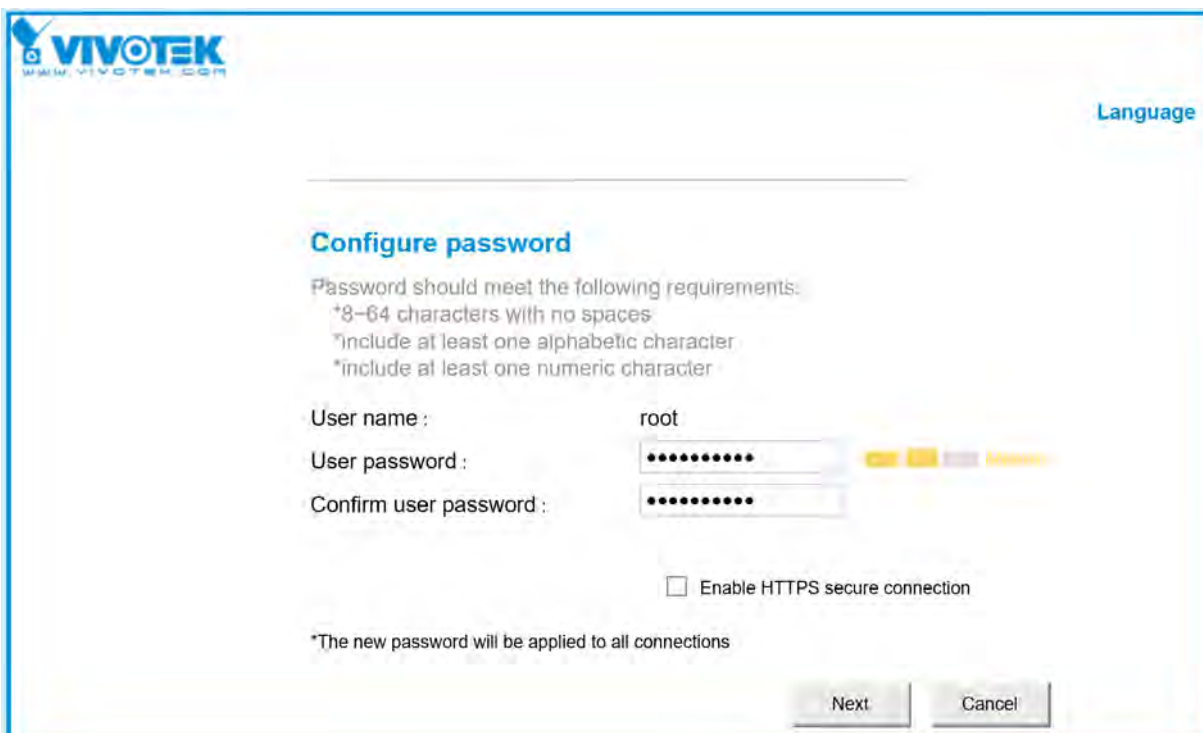 VIVOTEK
WWW.VIVOTEK.COM
Language
Configure password
Password should meet the following requirements:
*8-64 characters with no spaces
*include at least one alphabetic character
*include at least one numeric character
User name : root
User password : ●●●●●●●●●●
Confirm user password : ●●●●●●●●●●
Enable HTTPS secure connection
*The new password will be applied to all connections
Next Cancel